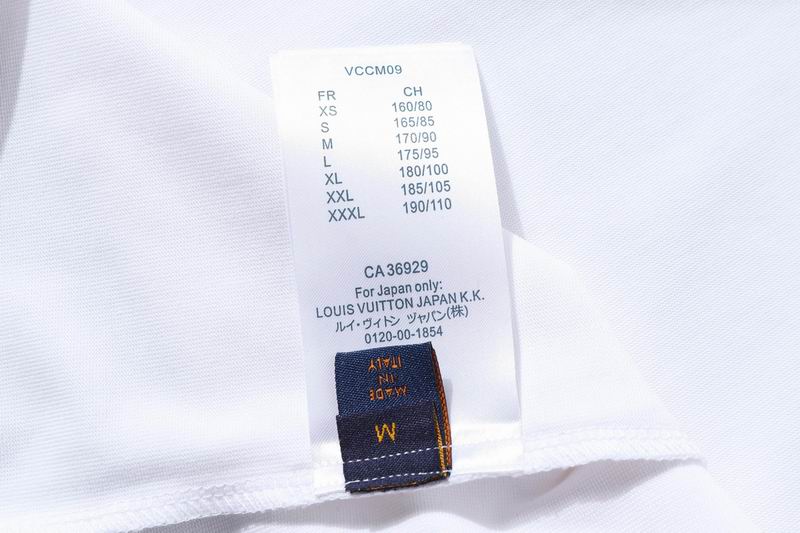 VCCM09
FR CH
XS 160/80
S 165/85
M 170/90
L 175/95
XL 180/100
XXL 185/105
XXXL 190/110
CA 36929
For Japan only:
LOUIS VUITTON JAPAN K.K.
ルイ・ヴィトン ヅャパン(株)
0120-00-1854
MADE
IN
ITALY
M